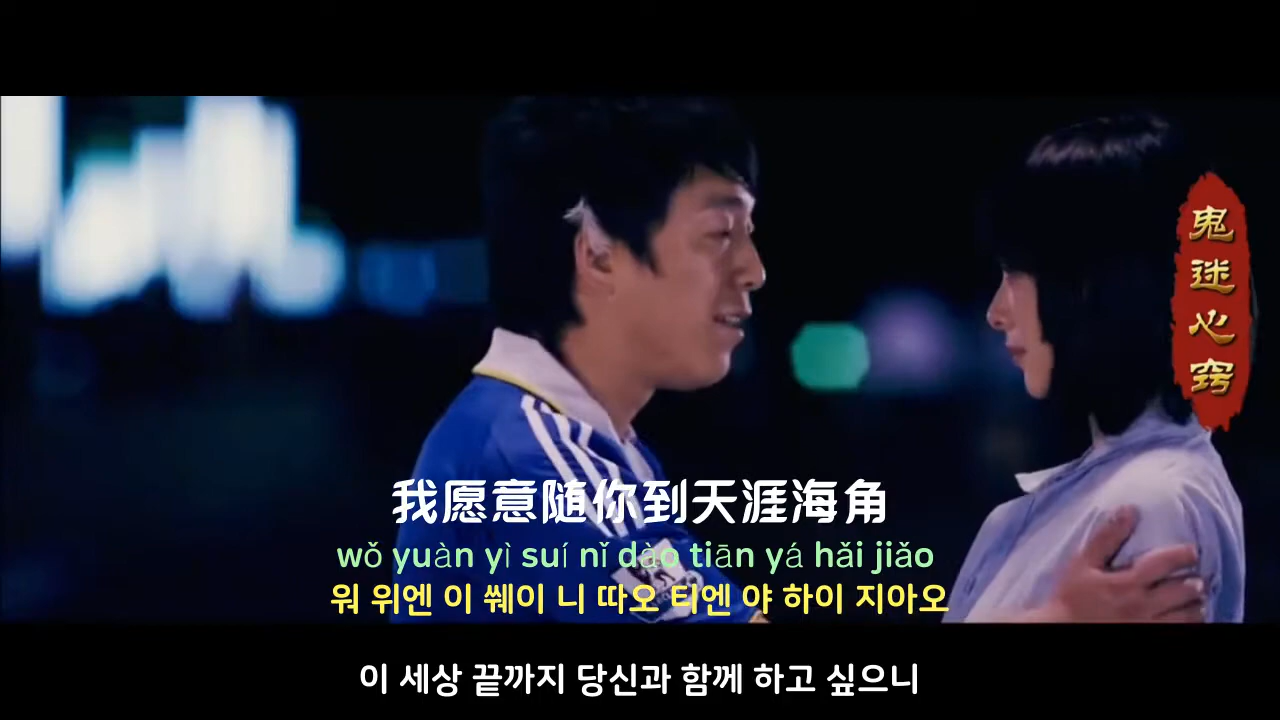 鬼迷心窍
我愿意随你到天涯海角
wǒ yuàn yì suí nǐ dào tiān yá hǎi jiǎo
워 위엔 이 쒜이 니 따오 티엔 야 하이 지아오
이 세상 끝까지 당신과 함께 하고 싶으니